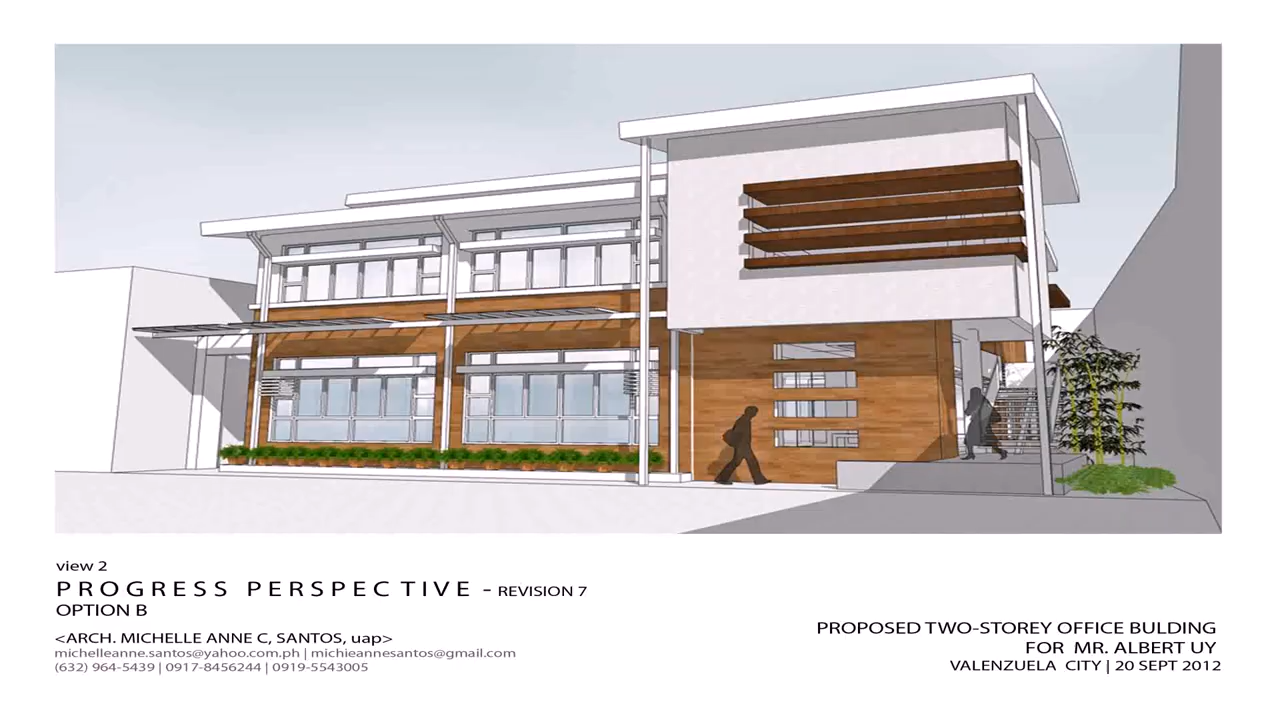 view 2
PROGRESS PERSPECTIVE - REVISION 7
OPTION B
<ARCH. MICHELLE ANNE C, SANTOS, uap>
michelleanne.santos@yahoo.com.ph | michieannesantos@gmail.com
(632) 964-5439 | 0917-8456244 | 0919-5543005
PROPOSED TWO-STOREY OFFICE BULDING
FOR MR. ALBERT UY
VALENZUELA CITY | 20 SEPT 2012